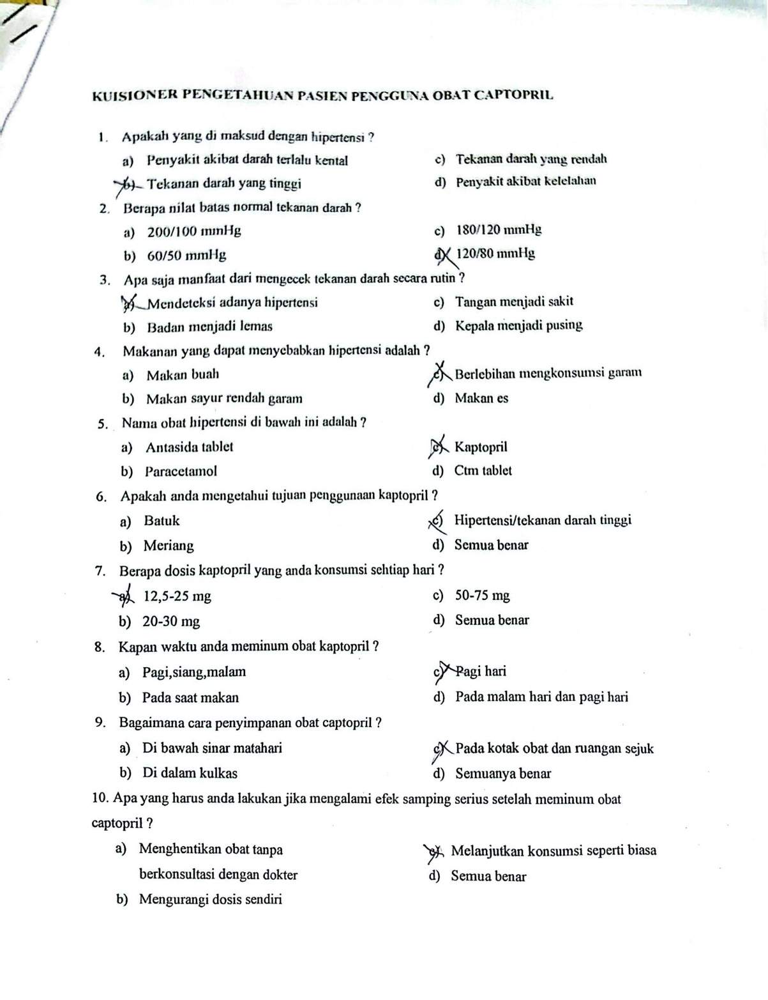 KUISIONER PENGETAHUAN PASIEN PENGGUNA OBAT CAPTOPRIL
1. Apakah yang di maksud dengan hipertensi ?
a) Penyakit akibat darah terlalu kental
c) Tekanan darah yang rendah
b) Tekanan darah yang tinggi
d) Penyakit akibat kelelahan
2. Berapa nilai batas normal tekanan darah ?
a) 200/100 mmHg
c) 180/120 mmHg
b) 60/50 mmHg
d) 120/80 mmHg
3. Apa saja manfaat dari mengecek tekanan darah secara rutin ?
a) Mendeteksi adanya hipertensi
c) Tangan menjadi sakit
b) Badan menjadi lemas
d) Kepala menjadi pusing
4. Makanan yang dapat menyebabkan hipertensi adalah ?
a) Makan buah
c) Berlebihan mengkonsumsi garam
b) Makan sayur rendah garam
d) Makan es
5. Nama obat hipertensi di bawah ini adalah ?
a) Antasida tablet
c) Kaptopril
b) Paracetamol
d) Ctm tablet
6. Apakah anda mengetahui tujuan penggunaan kaptopril ?
a) Batuk
c) Hipertensi/tekanan darah tinggi
b) Meriang
d) Semua benar
7. Berapa dosis kaptopril yang anda konsumsi sehtiap hari ?
a) 12,5-25 mg
c) 50-75 mg
b) 20-30 mg
d) Semua benar
8. Kapan waktu anda meminum obat kaptopril ?
a) Pagi,siang,malam
c) Pagi hari
b) Pada saat makan
d) Pada malam hari dan pagi hari
9. Bagaimana cara penyimpanan obat captopril ?
a) Di bawah sinar matahari
c) Pada kotak obat dan ruangan sejuk
b) Di dalam kulkas
d) Semuanya benar
10. Apa yang harus anda lakukan jika mengalami efek samping serius setelah meminum obat
captopril ?
a) Menghentikan obat tanpa
c) Melanjutkan konsumsi seperti biasa
berkonsultasi dengan dokter
d) Semua benar
b) Mengurangi dosis sendiri